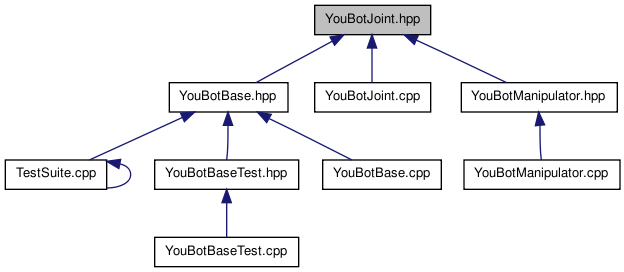 YouBotJoint.hpp
YouBotBase.hpp
YouBotJoint.cpp
YouBotManipulator.hpp
TestSuite.cpp
YouBotBaseTest.hpp
YouBotBase.cpp
YouBotManipulator.cpp
YouBotBaseTest.cpp